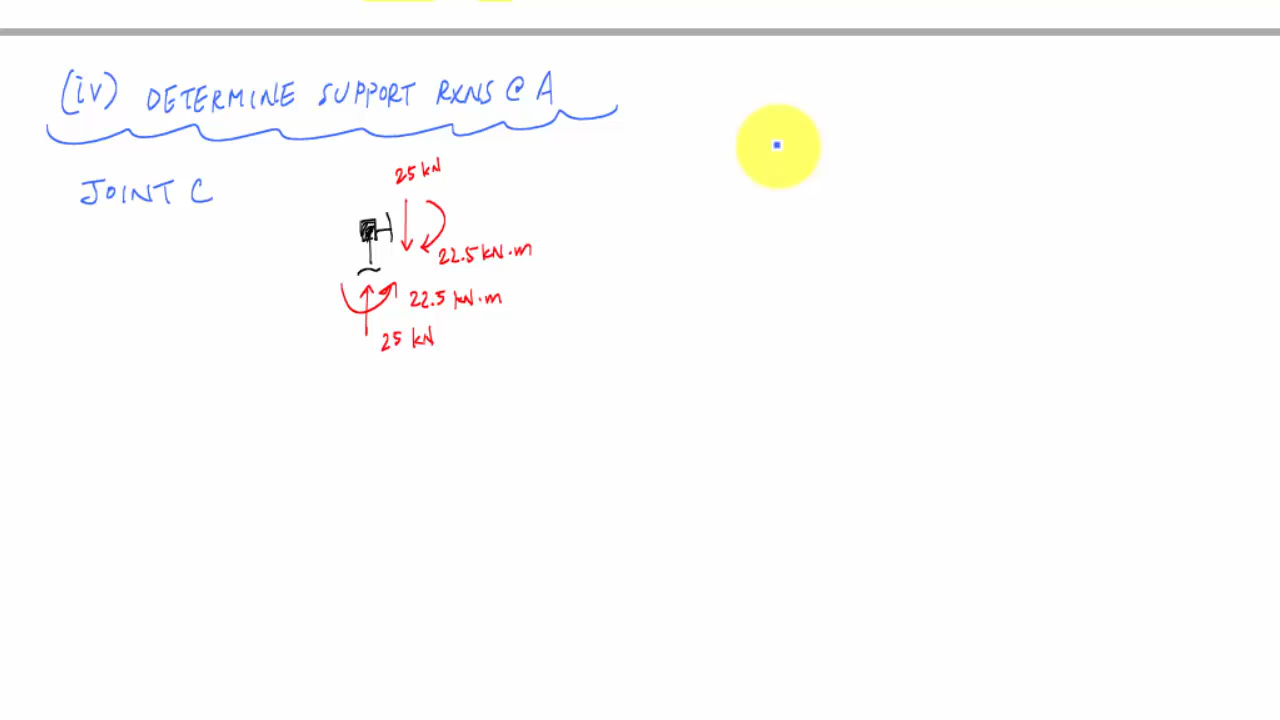 (iv) DETERMINE SUPPORT RXNS @ A
JOINT C
25 kN
22.5 kN·m
22.5 kN·m
25 kN